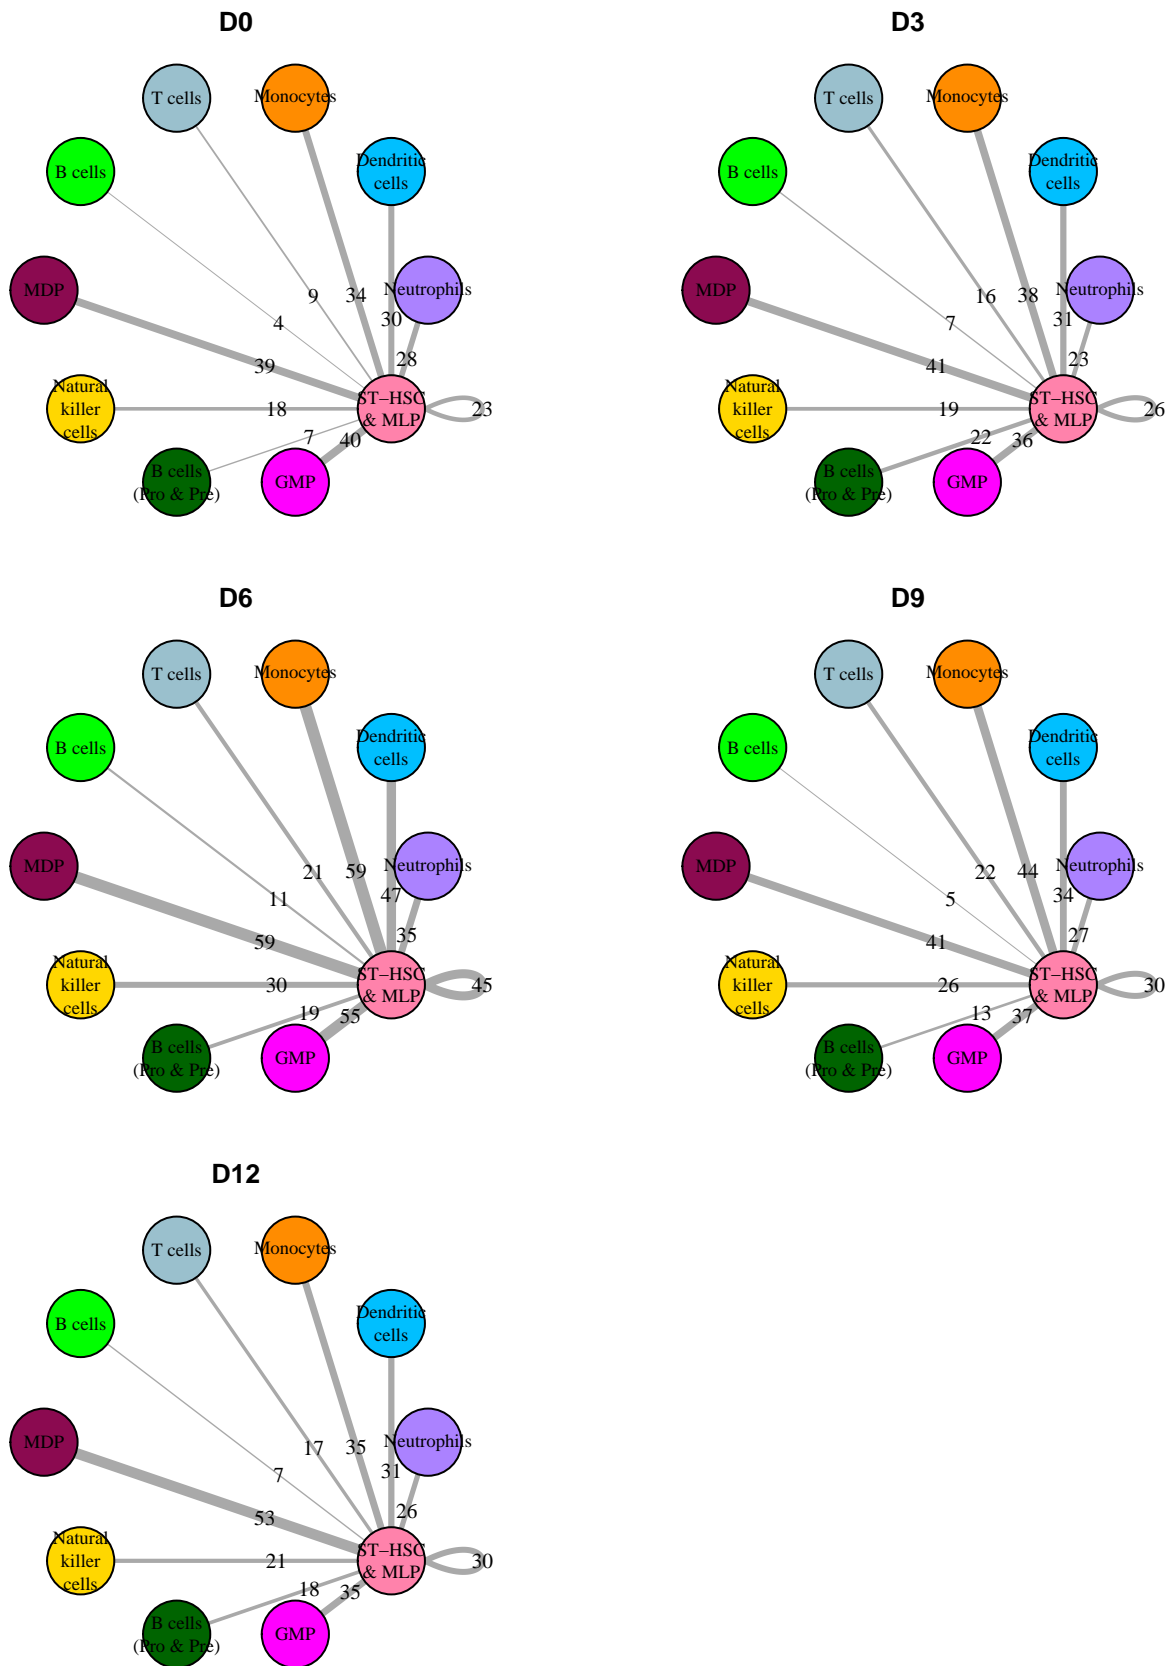 D0
T cells
Monocytes
B cells
Dendritic
cells
MDP
Neutrophils
9
34
30
4
28
39
Natural
killer
cells
18
ST−HSC
& MLP
23
7
40
B cells
(Pro & Pre)
GMP
D3
T cells
Monocytes
B cells
Dendritic
cells
MDP
Neutrophils
16
38
31
7
23
41
Natural
killer
cells
19
ST−HSC
& MLP
26
22
36
B cells
(Pro & Pre)
GMP
D6
T cells
Monocytes
B cells
Dendritic
cells
MDP
Neutrophils
21
59
47
11
35
59
Natural
killer
cells
30
ST−HSC
& MLP
45
19
55
B cells
(Pro & Pre)
GMP
D9
T cells
Monocytes
B cells
Dendritic
cells
MDP
Neutrophils
22
44
34
5
27
41
Natural
killer
cells
26
ST−HSC
& MLP
30
13
37
B cells
(Pro & Pre)
GMP
D12
T cells
Monocytes
B cells
Dendritic
cells
MDP
Neutrophils
17
35
31
7
26
53
Natural
killer
cells
21
ST−HSC
& MLP
30
18
35
B cells
(Pro & Pre)
GMP